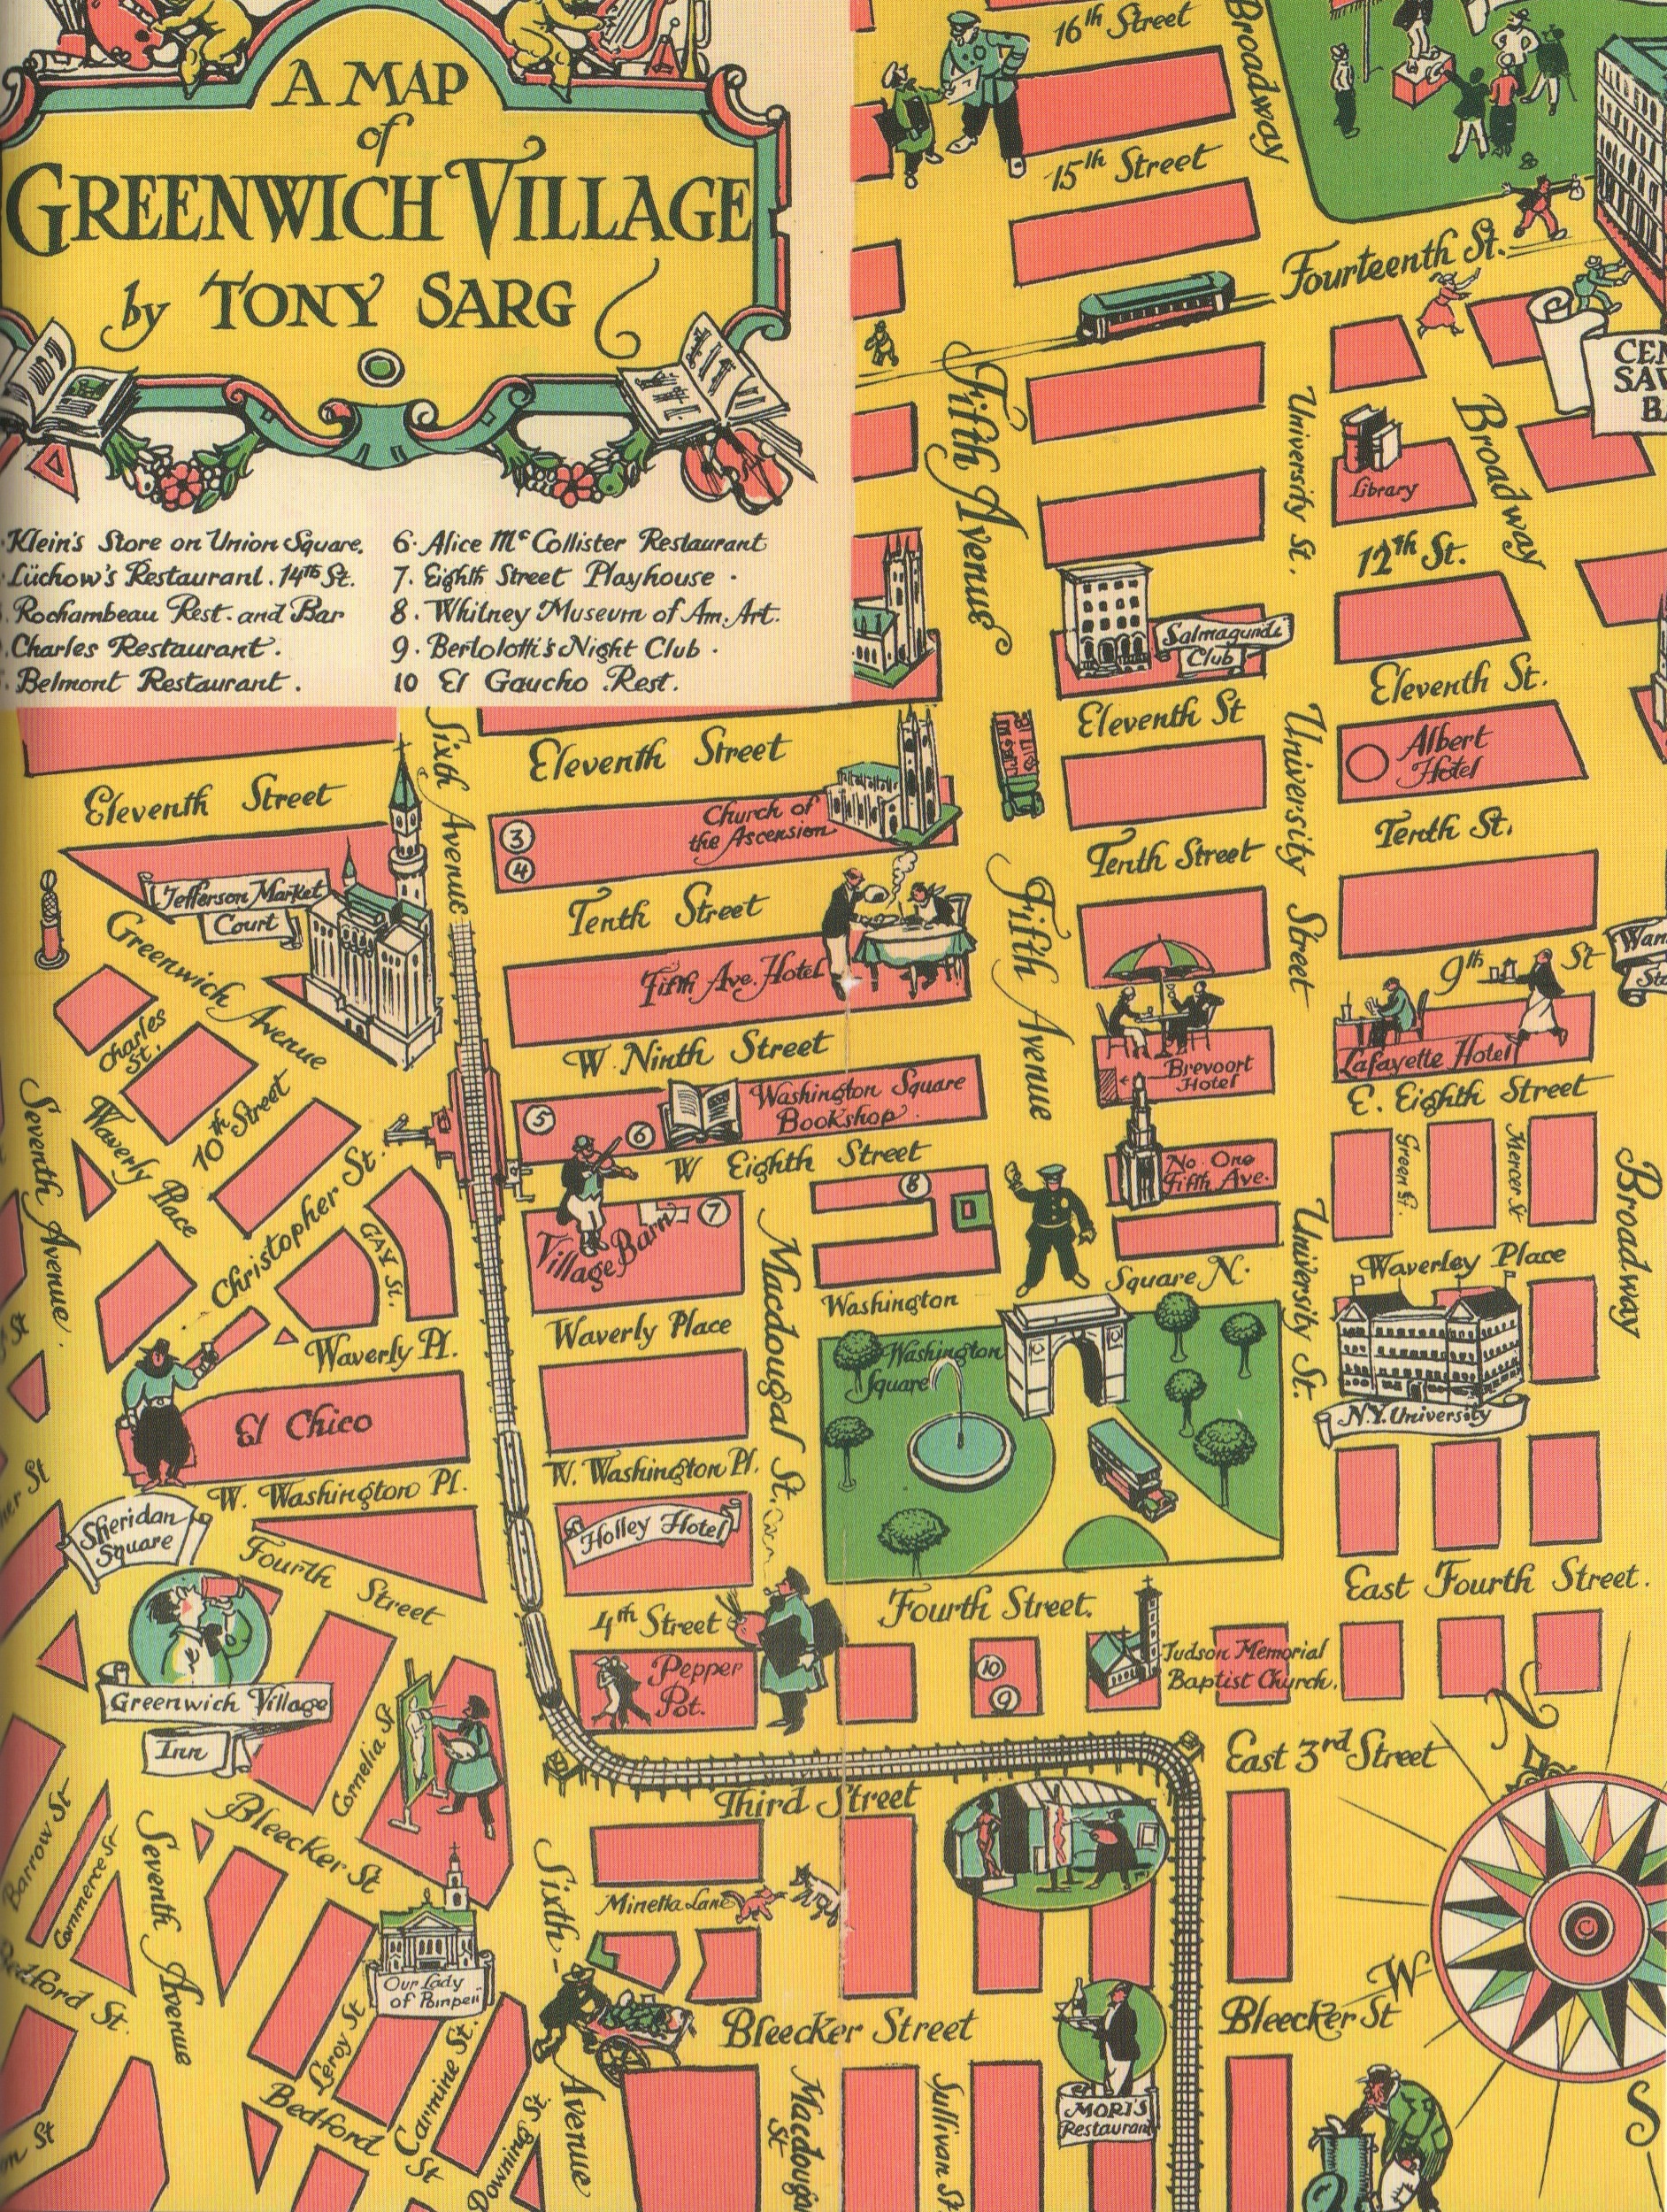 A MAP
of
GREENWICH VILLAGE
by TONY SARG
Klein's Store on Union Square.
Lüchow's Restaurant. 14th St.
Rochambeau Rest. and Bar
Charles Restaurant.
Belmont Restaurant.
6. Alice McCollister Restaurant
7. Eighth Street Playhouse.
8. Whitney Museum of Am. Art.
9. Bertolotti's Night Club.
10 El Gaucho Rest.
16th Street
Broadway
15th Street
Fourteenth St.
Fifth Avenue
University St.
Broadway
Library
12th St.
Salmagundi
Club
Eleventh St
Eleventh St.
University Street
Albert
Hotel
Sixth Avenue
Eleventh Street
Eleventh Street
Church of
the Ascension
3
4
Tenth Street
Tenth St.
Jefferson Market
Court
Greenwich Avenue
Tenth Street
Fifth Avenue
Fifth Ave. Hotel
9th St
Charles
St.
W. Ninth Street
Brevoort
Hotel
Lafayette Hotel
E. Eighth Street
10th Street
Waverly Place
Seventh Avenue
5
6
Washington Square
Bookshop
W Eighth Street
No. One
Fifth Ave.
Green St.
Mercer St
Broadway
Christopher St.
Gay St.
Village Barn
7
8
Macdougal St.
Washington
Square N.
University St.
Waverley Place
Waverly Pl.
Waverly Place
Washington
Square
N.Y. University
El Chico
W. Washington Pl.
W. Washington Pl.
Sheridan
Square
Holley Hotel
Fourth Street
4th Street
Fourth Street.
East Fourth Street.
Greenwich Village
Inn
Pepper
Pot.
10
9
Judson Memorial
Baptist Church.
Cornelia St
East 3rd Street
N
Third Street
Barrow St
Commerce St
Bleecker St
Seventh Avenue
Sixth
Avenue
Minetta Lane
Our Lady
of Pompeii
Bedford St.
Leroy St
W
Bleecker Street
Bleecker St
Carmine St.
Bedford St
Downing St.
MORI'S
Restaurant
Sullivan St
S